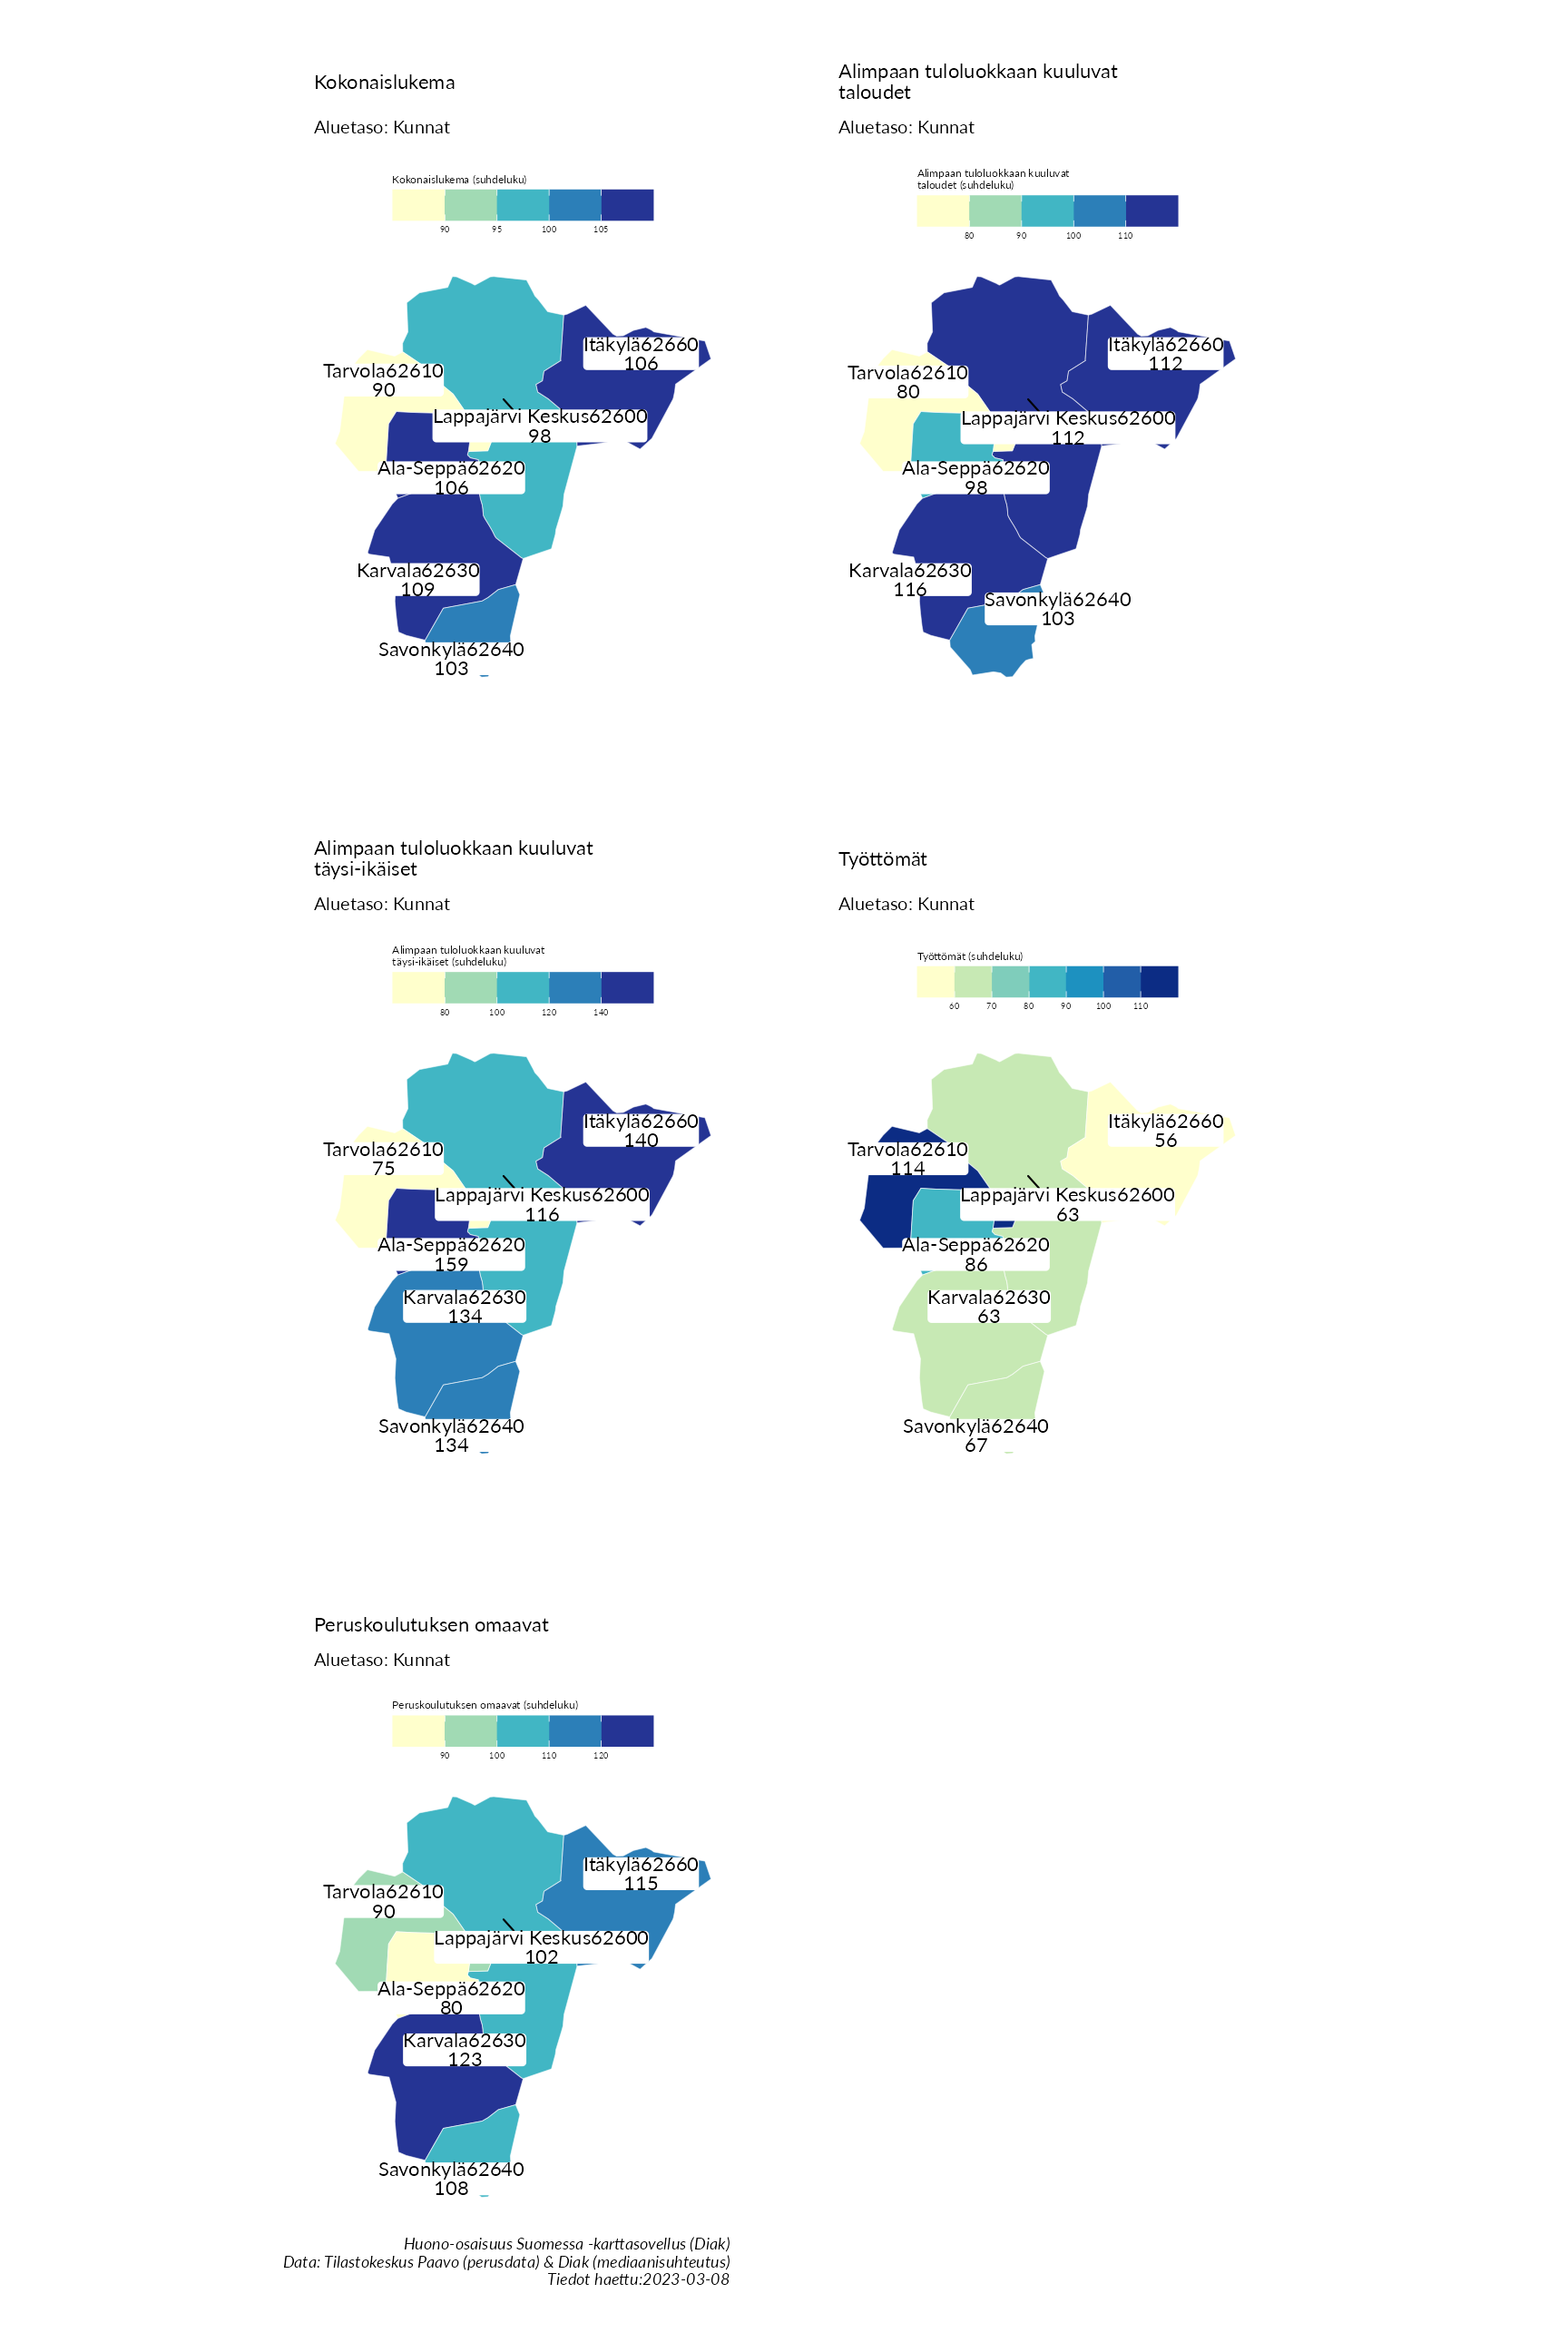 Kokonaislukema
Aluetaso: Kunnat
Kokonaislukema (suhdeluku)
90 95 100 105
Itäkylä62660
106
Tarvola62610
90
Lappajärvi Keskus62600
98
Ala-Seppä62620
106
Karvala62630
109
Savonkylä62640
103
Alimpaan tuloluokkaan kuuluvat
taloudet
Aluetaso: Kunnat
Alimpaan tuloluokkaan kuuluvat
taloudet (suhdeluku)
80 90 100 110
Itäkylä62660
112
Tarvola62610
80
Lappajärvi Keskus62600
112
Ala-Seppä62620
98
Karvala62630
116
Savonkylä62640
103
Alimpaan tuloluokkaan kuuluvat
täysi-ikäiset
Aluetaso: Kunnat
Alimpaan tuloluokkaan kuuluvat
täysi-ikäiset (suhdeluku)
80 100 120 140
Itäkylä62660
140
Tarvola62610
75
Lappajärvi Keskus62600
116
Ala-Seppä62620
159
Karvala62630
134
Savonkylä62640
134
Työttömät
Aluetaso: Kunnat
Työttömät (suhdeluku)
60 70 80 90 100 110
Itäkylä62660
56
Tarvola62610
114
Lappajärvi Keskus62600
63
Ala-Seppä62620
86
Karvala62630
63
Savonkylä62640
67
Peruskoulutuksen omaavat
Aluetaso: Kunnat
Peruskoulutuksen omaavat (suhdeluku)
90 100 110 120
Itäkylä62660
115
Tarvola62610
90
Lappajärvi Keskus62600
102
Ala-Seppä62620
80
Karvala62630
123
Savonkylä62640
108
Huono-osaisuus Suomessa -karttasovellus (Diak)
Data: Tilastokeskus Paavo (perusdata) & Diak (mediaanisuhteutus)
Tiedot haettu:2023-03-08